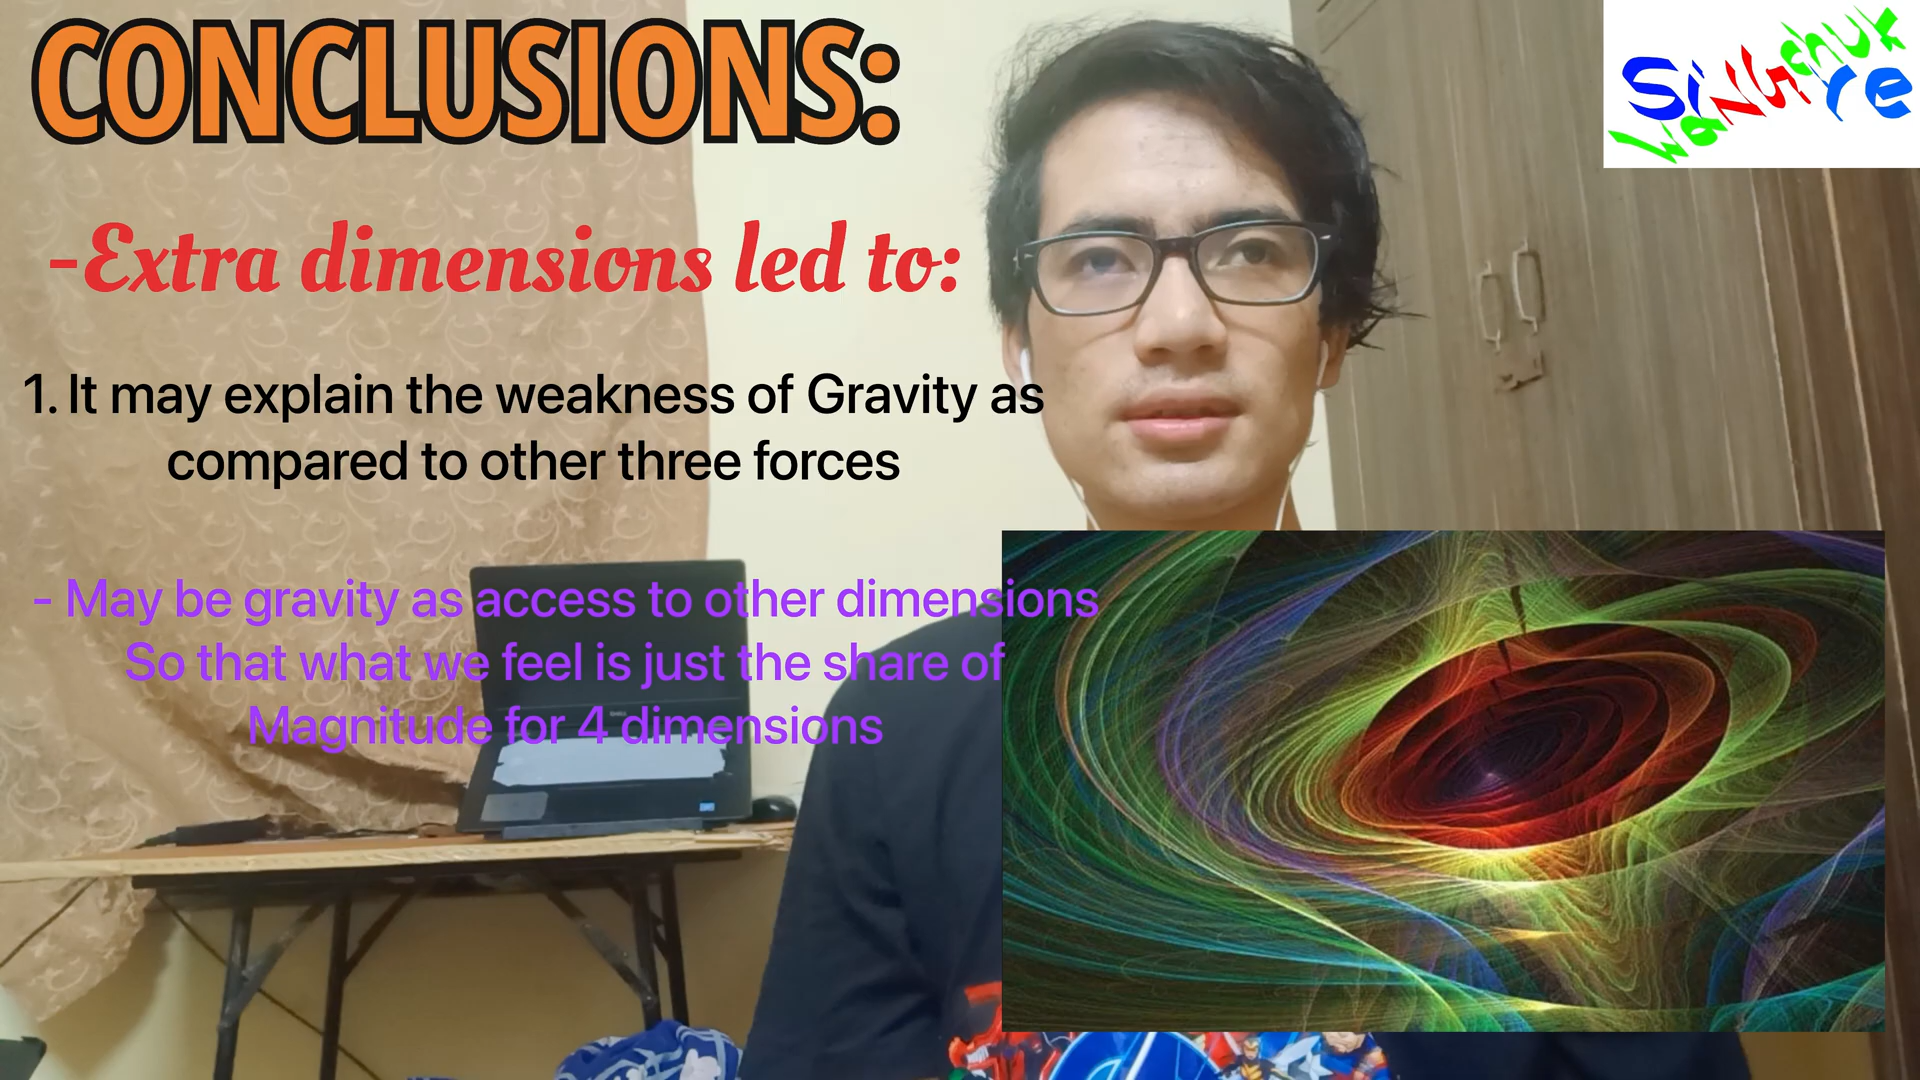 CONCLUSIONS:
-Extra dimensions led to:
1. It may explain the weakness of Gravity as
compared to other three forces
- May be gravity as access to other dimensions
So that what we feel is just the share of
Magnitude for 4 dimensions